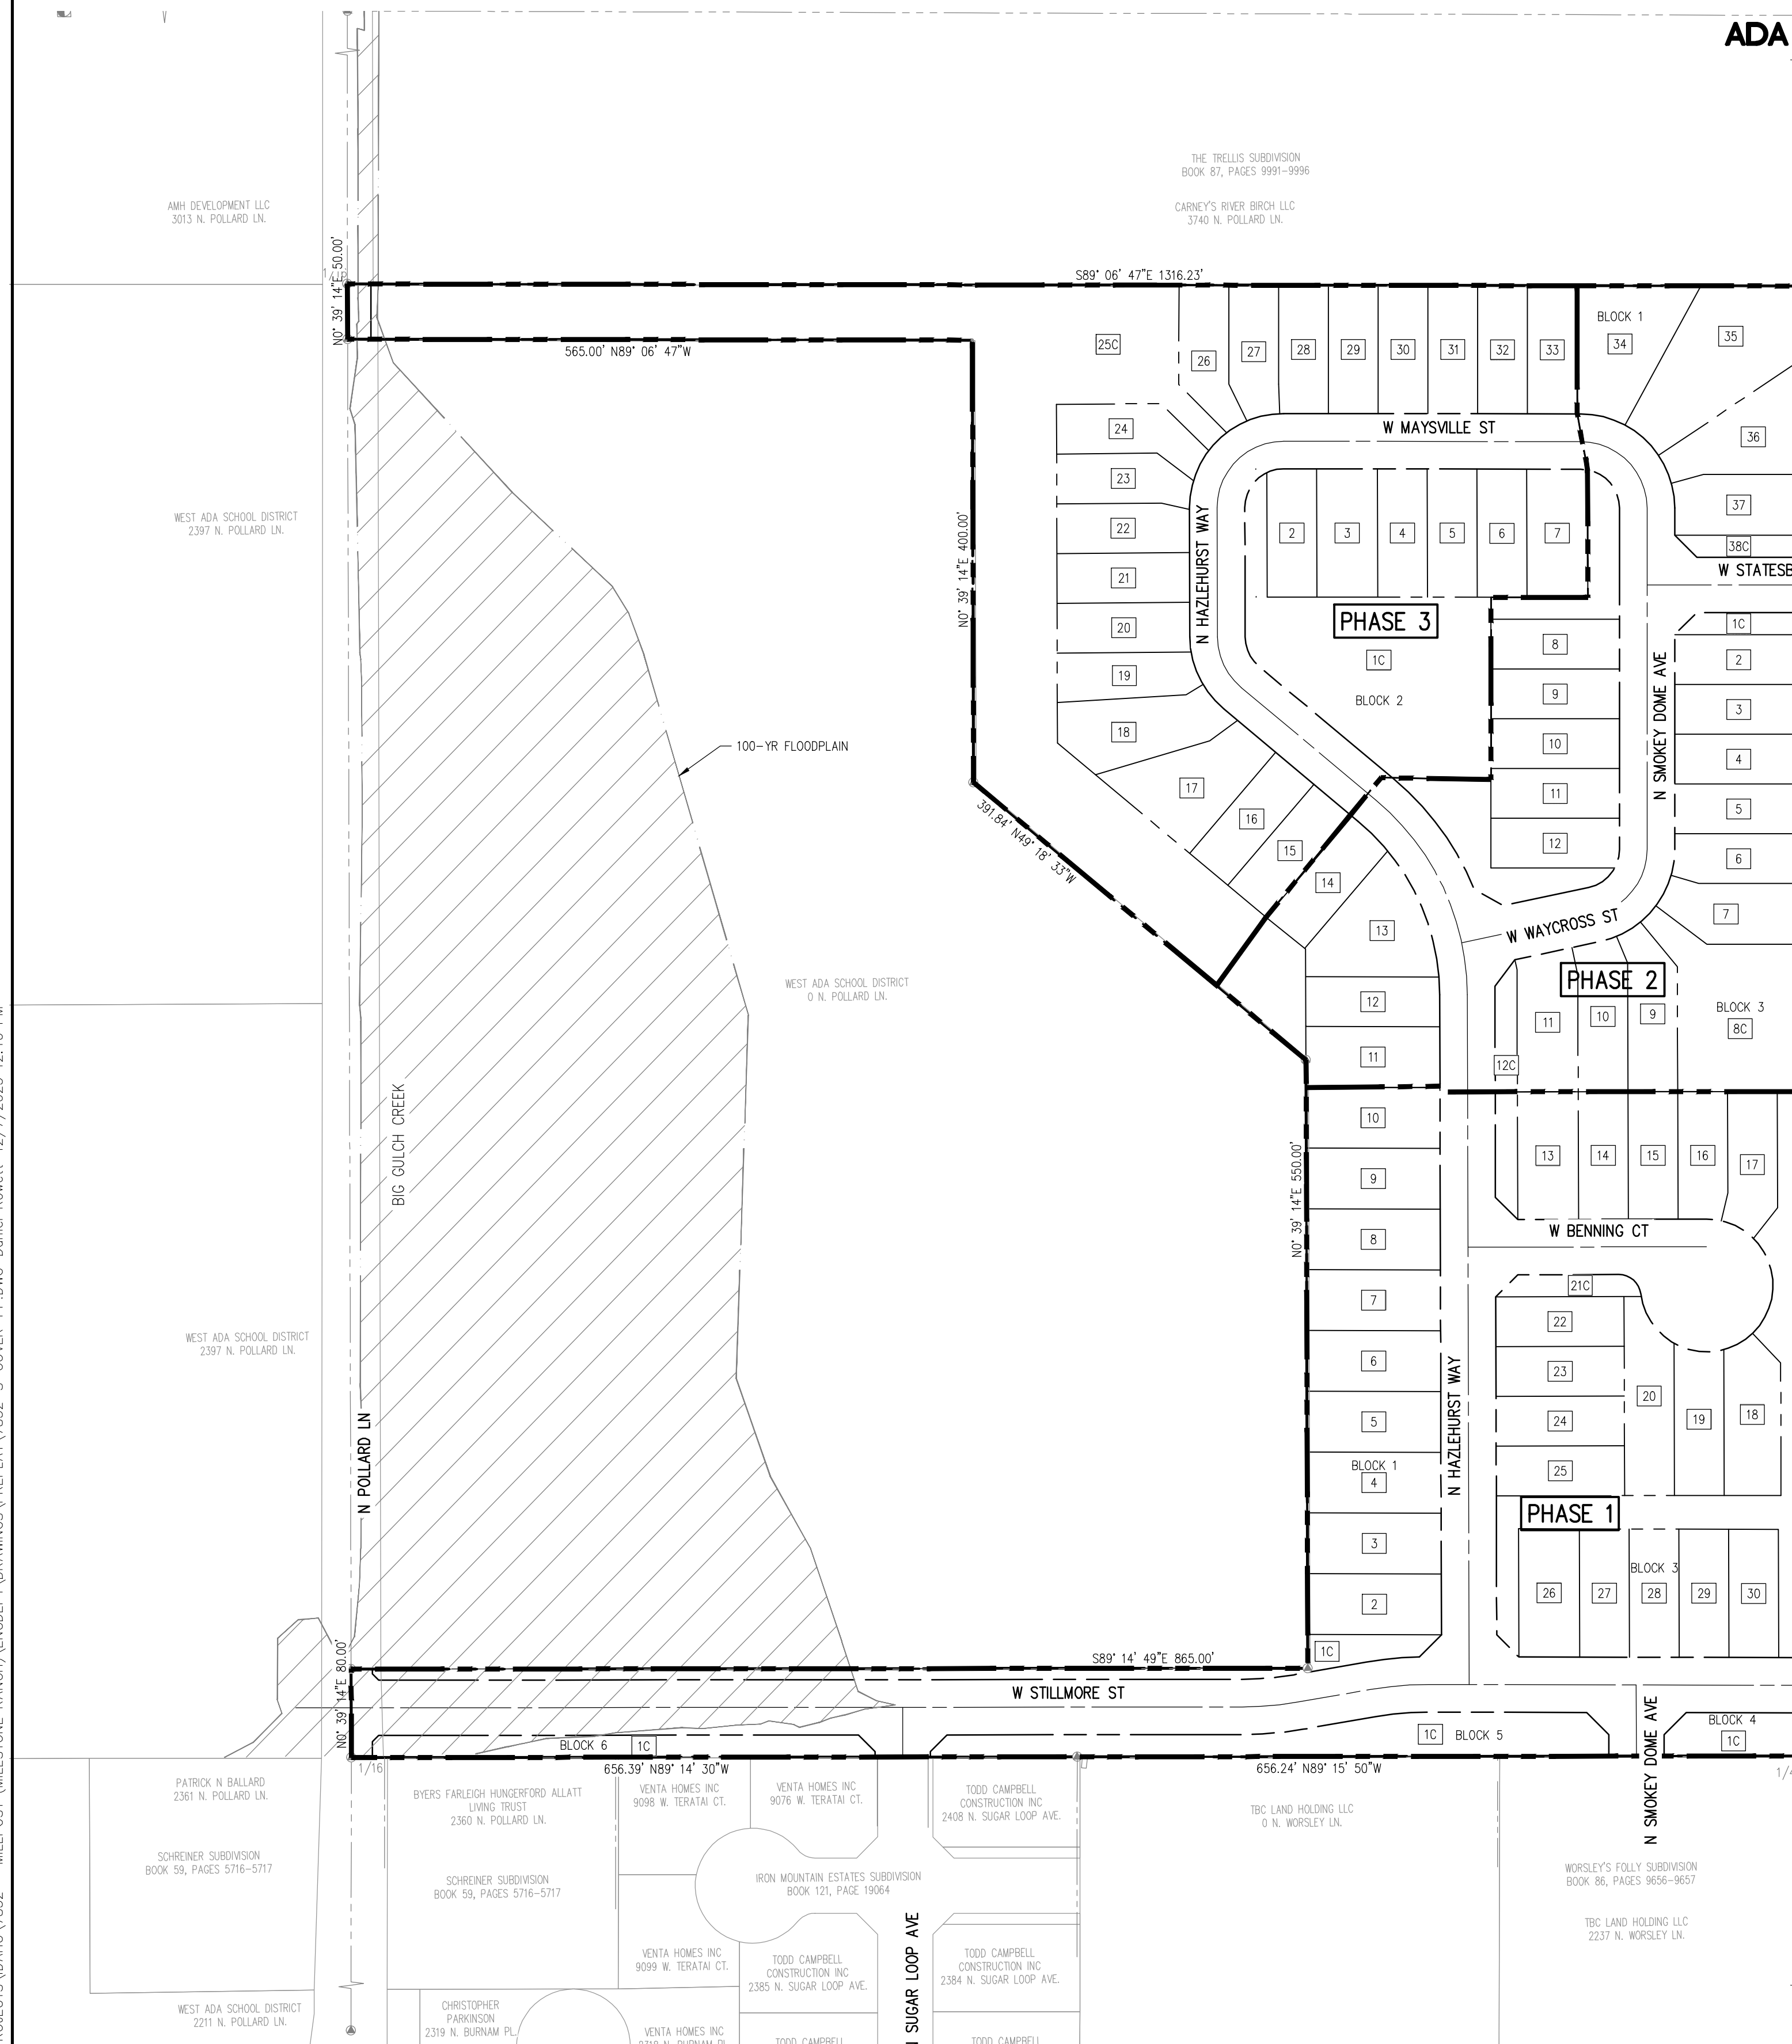 ADA
THE TRELLIS SUBDIVISION
BOOK 87, PAGES 9991-9996
CARNEY'S RIVER BIRCH LLC
3740 N. POLLARD LN.
AMH DEVELOPMENT LLC
3013 N. POLLARD LN.
N0° 39' 14"E 50.00'
S89° 06' 47"E 1316.23'
565.00' N89° 06' 47"W
BLOCK 1
25C
26
27
28
29
30
31
32
33
34
35
36
37
38C
W MAYSVILLE ST
24
23
22
21
20
19
18
17
16
15
14
13
12
11
N HAZLEHURST WAY
2
3
4
5
6
7
PHASE 3
1C
BLOCK 2
8
9
10
11
12
W STATESB
N SMOKEY DOME AVE
1C
2
3
4
5
6
7
WEST ADA SCHOOL DISTRICT
2397 N. POLLARD LN.
N0° 39' 14"E 400.00'
100-YR FLOODPLAIN
391.84' N49° 18' 33"W
W WAYCROSS ST
PHASE 2
11
10
9
BLOCK 3
8C
12C
WEST ADA SCHOOL DISTRICT
0 N. POLLARD LN.
BIG GULCH CREEK
N0° 39' 14"E 550.00'
10
9
8
7
6
5
BLOCK 1
4
3
2
1C
13
14
15
16
17
W BENNING CT
21C
22
23
24
25
20
19
18
N HAZLEHURST WAY
PHASE 1
BLOCK 3
26
27
28
29
30
WEST ADA SCHOOL DISTRICT
2397 N. POLLARD LN.
N POLLARD LN
N0° 39' 14"E 80.00'
S89° 14' 49"E 865.00'
W STILLMORE ST
BLOCK 6
1C
1C
BLOCK 5
BLOCK 4
1C
N SMOKEY DOME AVE
1/16
656.39' N89° 14' 30"W
656.24' N89° 15' 50"W
PATRICK N BALLARD
2361 N. POLLARD LN.
BYERS FARLEIGH HUNGERFORD ALLATT
LIVING TRUST
2360 N. POLLARD LN.
VENTA HOMES INC
9098 W. TERATAI CT.
VENTA HOMES INC
9076 W. TERATAI CT.
TODD CAMPBELL
CONSTRUCTION INC
2408 N. SUGAR LOOP AVE.
TBC LAND HOLDING LLC
0 N. WORSLEY LN.
SCHREINER SUBDIVISION
BOOK 59, PAGES 5716-5717
SCHREINER SUBDIVISION
BOOK 59, PAGES 5716-5717
IRON MOUNTAIN ESTATES SUBDIVISION
BOOK 121, PAGE 19064
WORSLEY'S FOLLY SUBDIVISION
BOOK 86, PAGES 9656-9657
TBC LAND HOLDING LLC
2237 N. WORSLEY LN.
VENTA HOMES INC
9099 W. TERATAI CT.
TODD CAMPBELL
CONSTRUCTION INC
2385 N. SUGAR LOOP AVE.
TODD CAMPBELL
CONSTRUCTION INC
2384 N. SUGAR LOOP AVE.
SUGAR LOOP AVE
WEST ADA SCHOOL DISTRICT
2211 N. POLLARD LN.
CHRISTOPHER
PARKINSON
2319 N. BURNAM PL.
VENTA HOMES INC
TODD CAMPBELL
TODD CAMPBELL